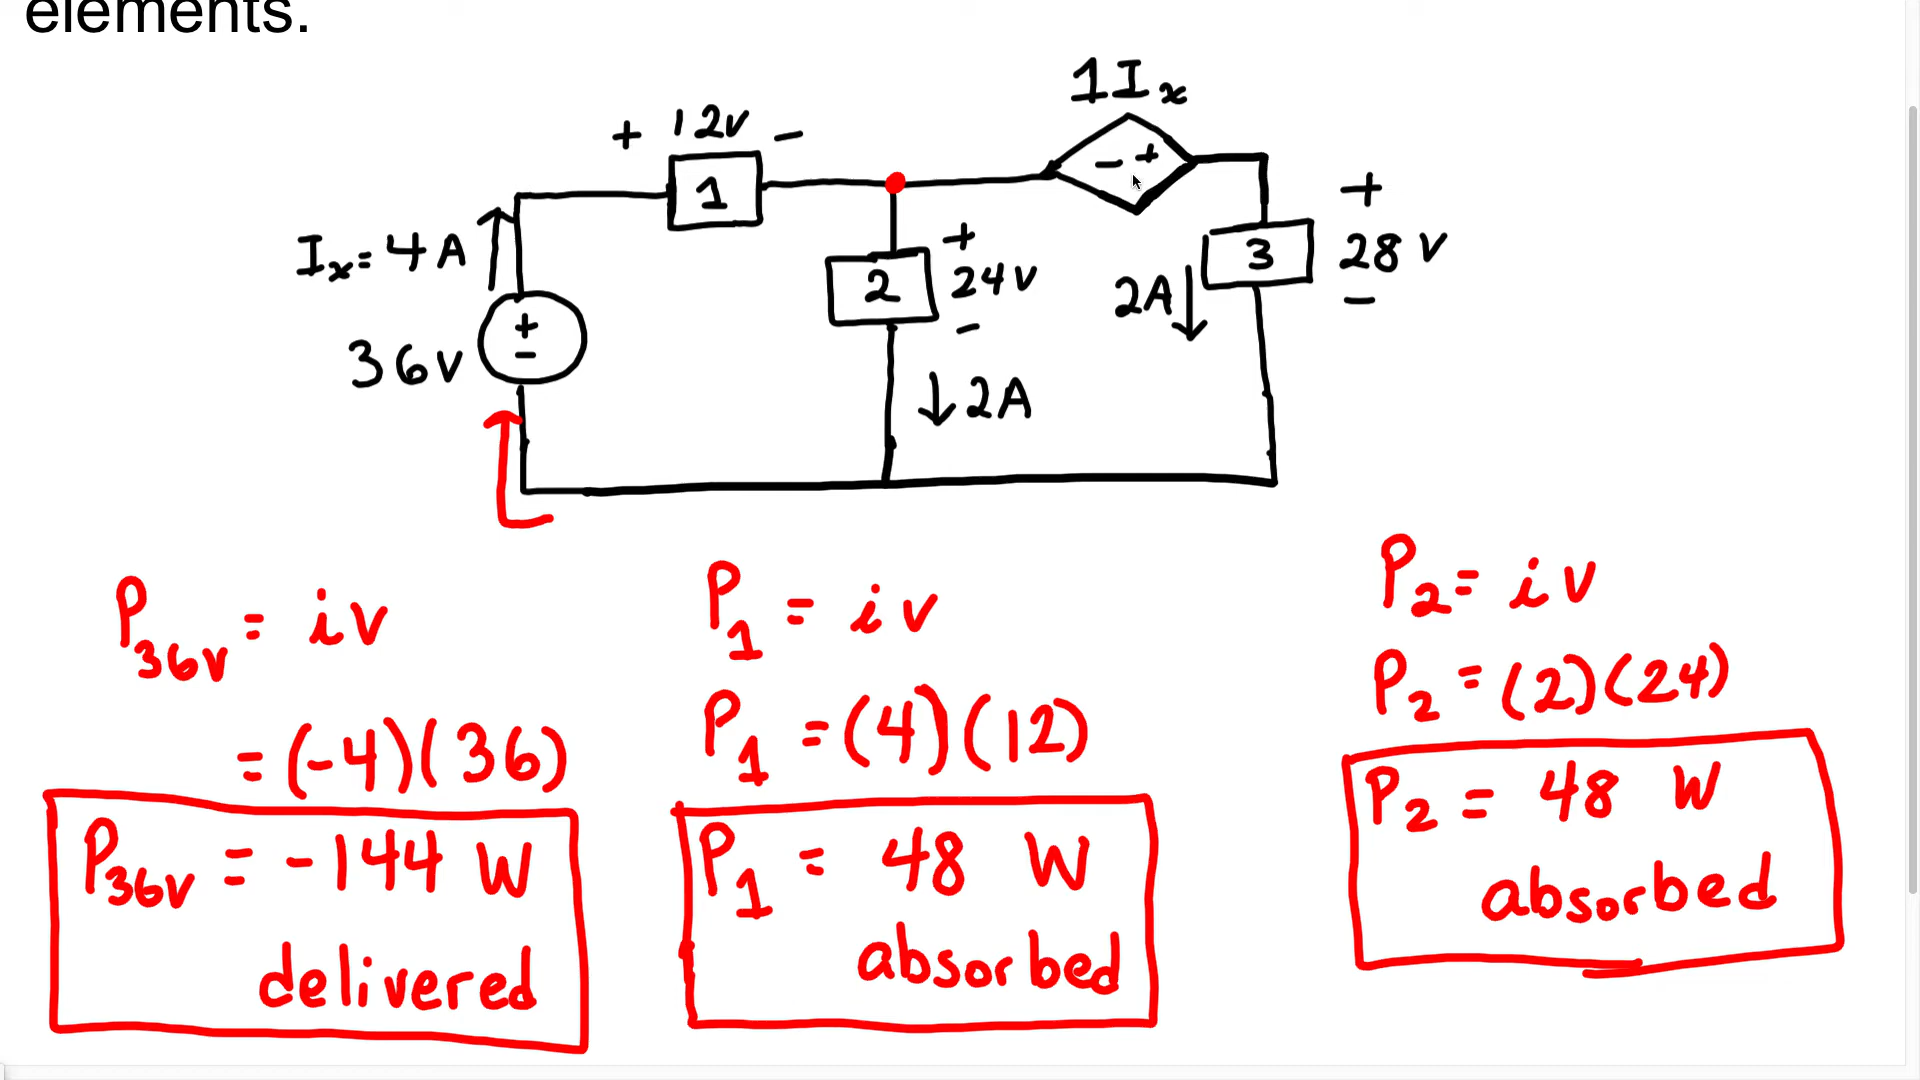 elements.
1Iₓ
+ 12v -
1
- +
Iₓ = 4A
+
-
36v
2
+
24v
-
↓ 2A
2A ↓
3
+
28 v
-
P₃₆ᵥ = iv
= (-4)(36)
P₃₆ᵥ = -144 W
delivered
P₁ = iv
P₁ = (4)(12)
P₁ = 48 W
absorbed
P₂ = iv
P₂ = (2)(24)
P₂ = 48 W
absorbed